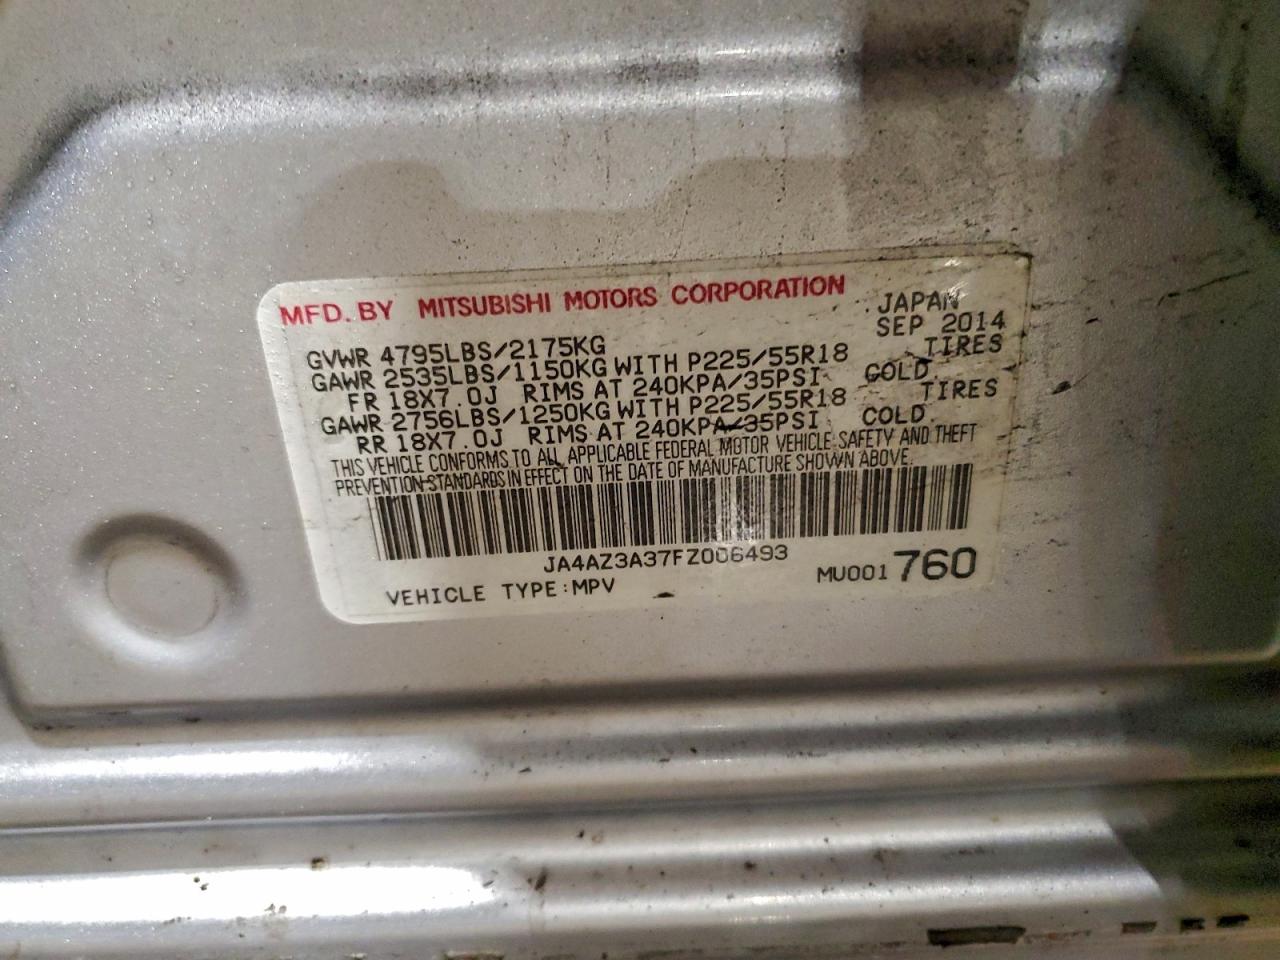 MFD. BY MITSUBISHI MOTORS CORPORATION JAPAN
SEP 2014
GVWR 4795LBS/2175KG
GAWR 2535LBS/1150KG WITH P225/55R18 TIRES
FR 18X7.0J RIMS AT 240KPA/35PSI COLD
GAWR 2756LBS/1250KG WITH P225/55R18 TIRES
RR 18X7.0J RIMS AT 240KPA/35PSI COLD
THIS VEHICLE CONFORMS TO ALL APPLICABLE FEDERAL MOTOR VEHICLE SAFETY AND THEFT
PREVENTION STANDARDS IN EFFECT ON THE DATE OF MANUFACTURE SHOWN ABOVE.
JA4AZ3A37FZ006493
VEHICLE TYPE:MPV MU001760